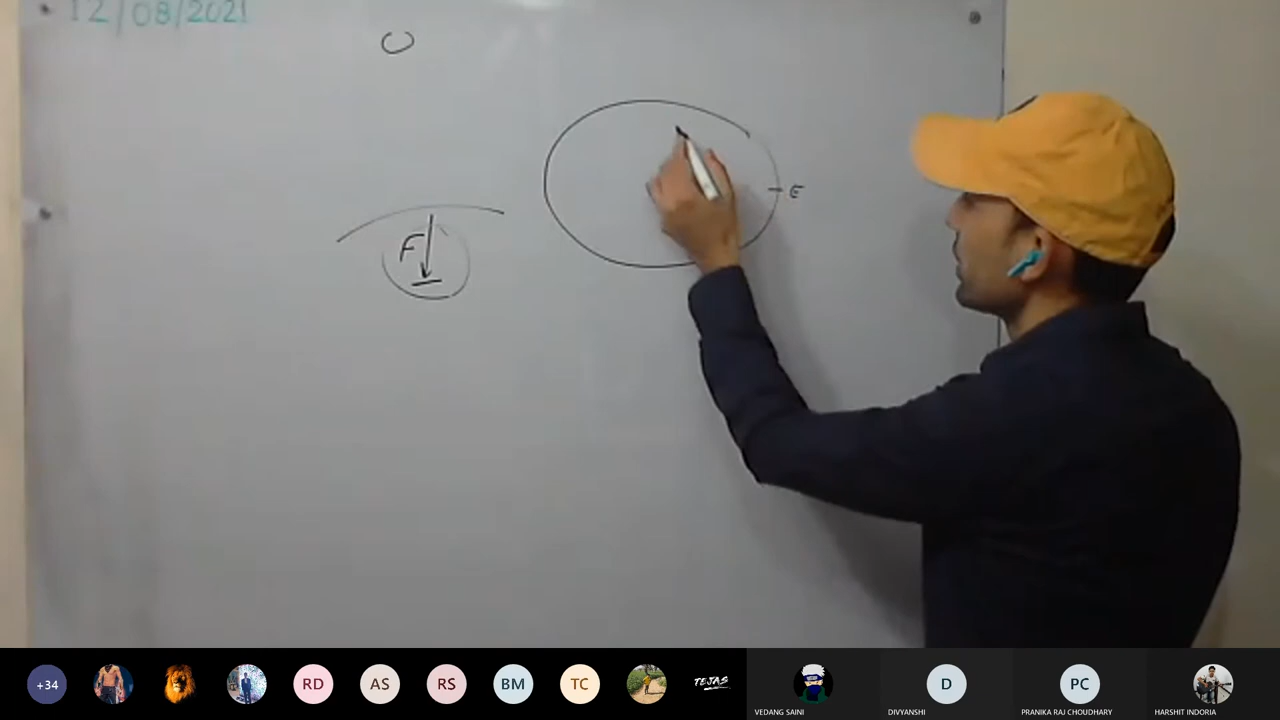 12/08/2021
F
E
+34
RD
AS
RS
BM
TC
TEJAS
VEDANG SAINI
D
DIVYANSHI
PC
PRANIKA RAJ CHOUDHARY
HARSHIT INDORIA